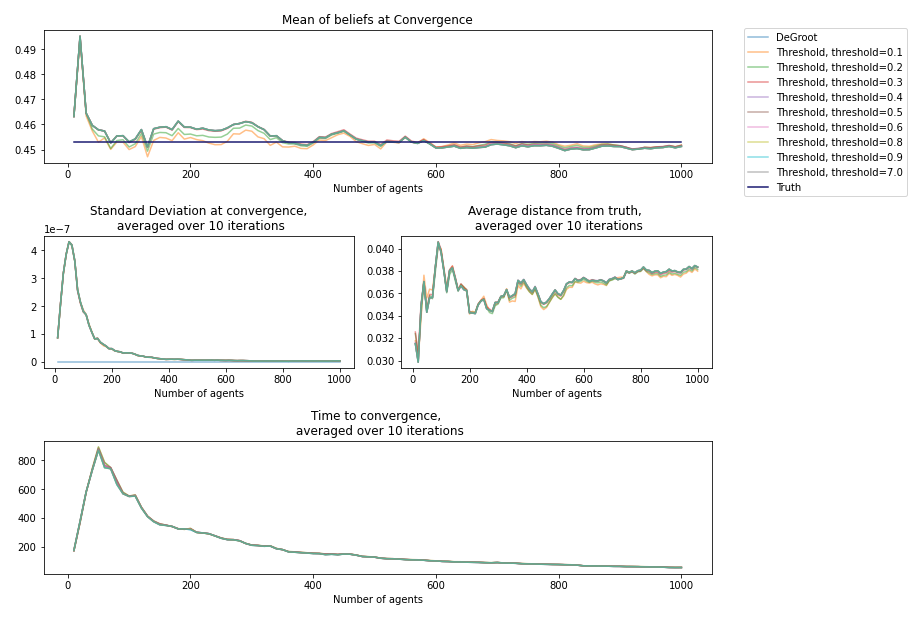 Mean of beliefs at Convergence
0.49
0.48
0.47
0.46
0.45
0 200 400 600 800 1000
Number of agents
DeGroot
Threshold, threshold=0.1
Threshold, threshold=0.2
Threshold, threshold=0.3
Threshold, threshold=0.4
Threshold, threshold=0.5
Threshold, threshold=0.6
Threshold, threshold=0.8
Threshold, threshold=0.9
Threshold, threshold=7.0
Truth
Standard Deviation at convergence,
averaged over 10 iterations
1e−7
4
3
2
1
0
0 200 400 600 800 1000
Number of agents
Average distance from truth,
averaged over 10 iterations
0.040
0.038
0.036
0.034
0.032
0.030
0 200 400 600 800 1000
Number of agents
Time to convergence,
averaged over 10 iterations
800
600
400
200
0 200 400 600 800 1000
Number of agents